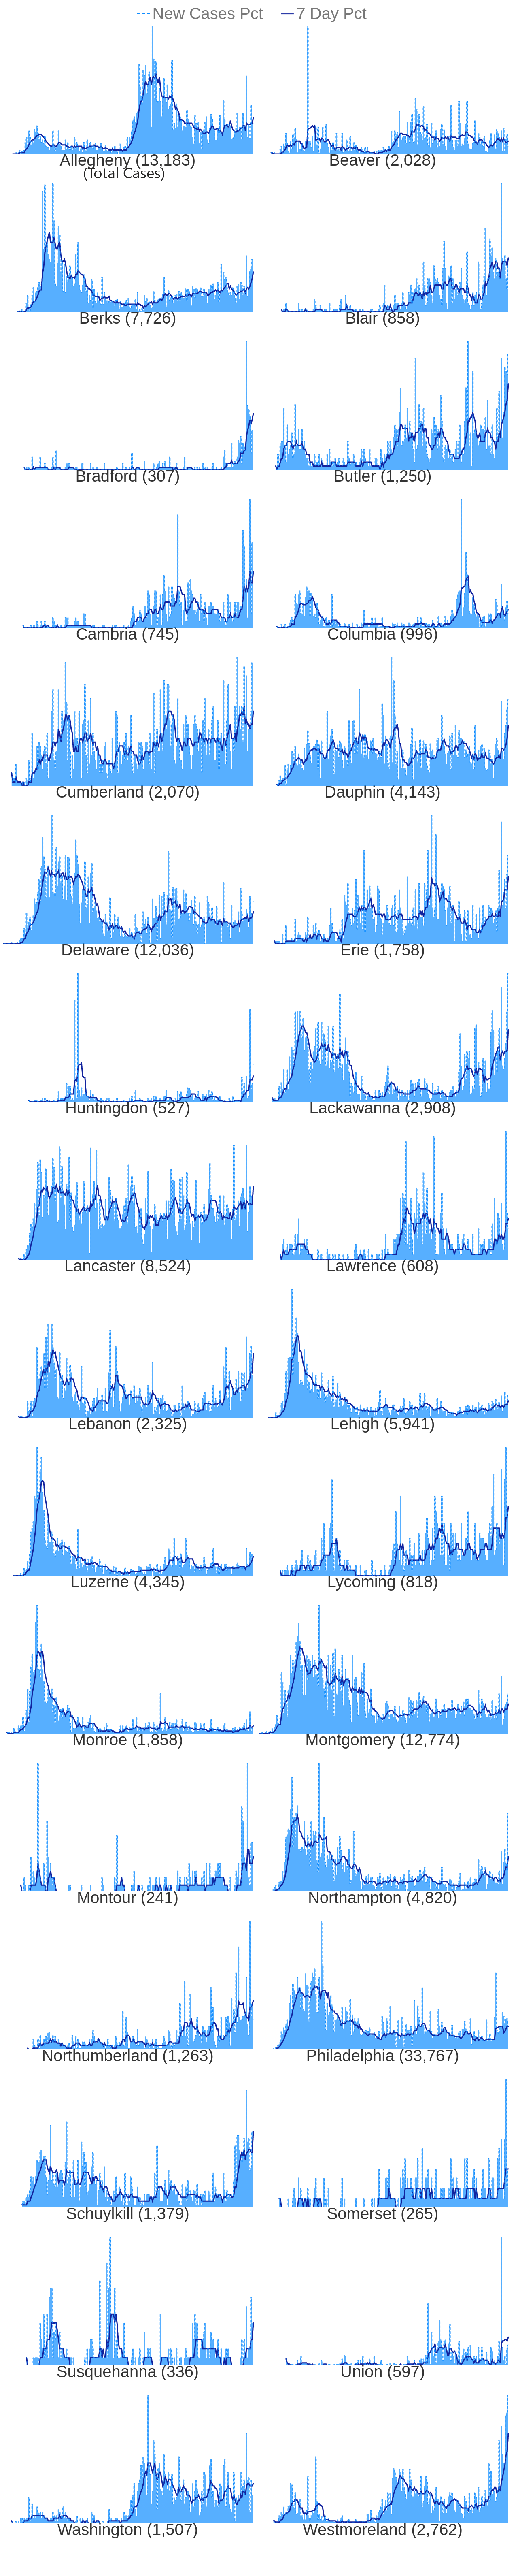 New Cases Pct 7 Day Pct
Allegheny (13,183) Beaver (2,028)
(Total Cases)
Berks (7,726) Blair (858)
Bradford (307) Butler (1,250)
Cambria (745) Columbia (996)
Cumberland (2,070) Dauphin (4,143)
Delaware (12,036) Erie (1,758)
Huntingdon (527) Lackawanna (2,908)
Lancaster (8,524) Lawrence (608)
Lebanon (2,325) Lehigh (5,941)
Luzerne (4,345) Lycoming (818)
Monroe (1,858) Montgomery (12,774)
Montour (241) Northampton (4,820)
Northumberland (1,263) Philadelphia (33,767)
Schuylkill (1,379) Somerset (265)
Susquehanna (336) Union (597)
Washington (1,507) Westmoreland (2,762)